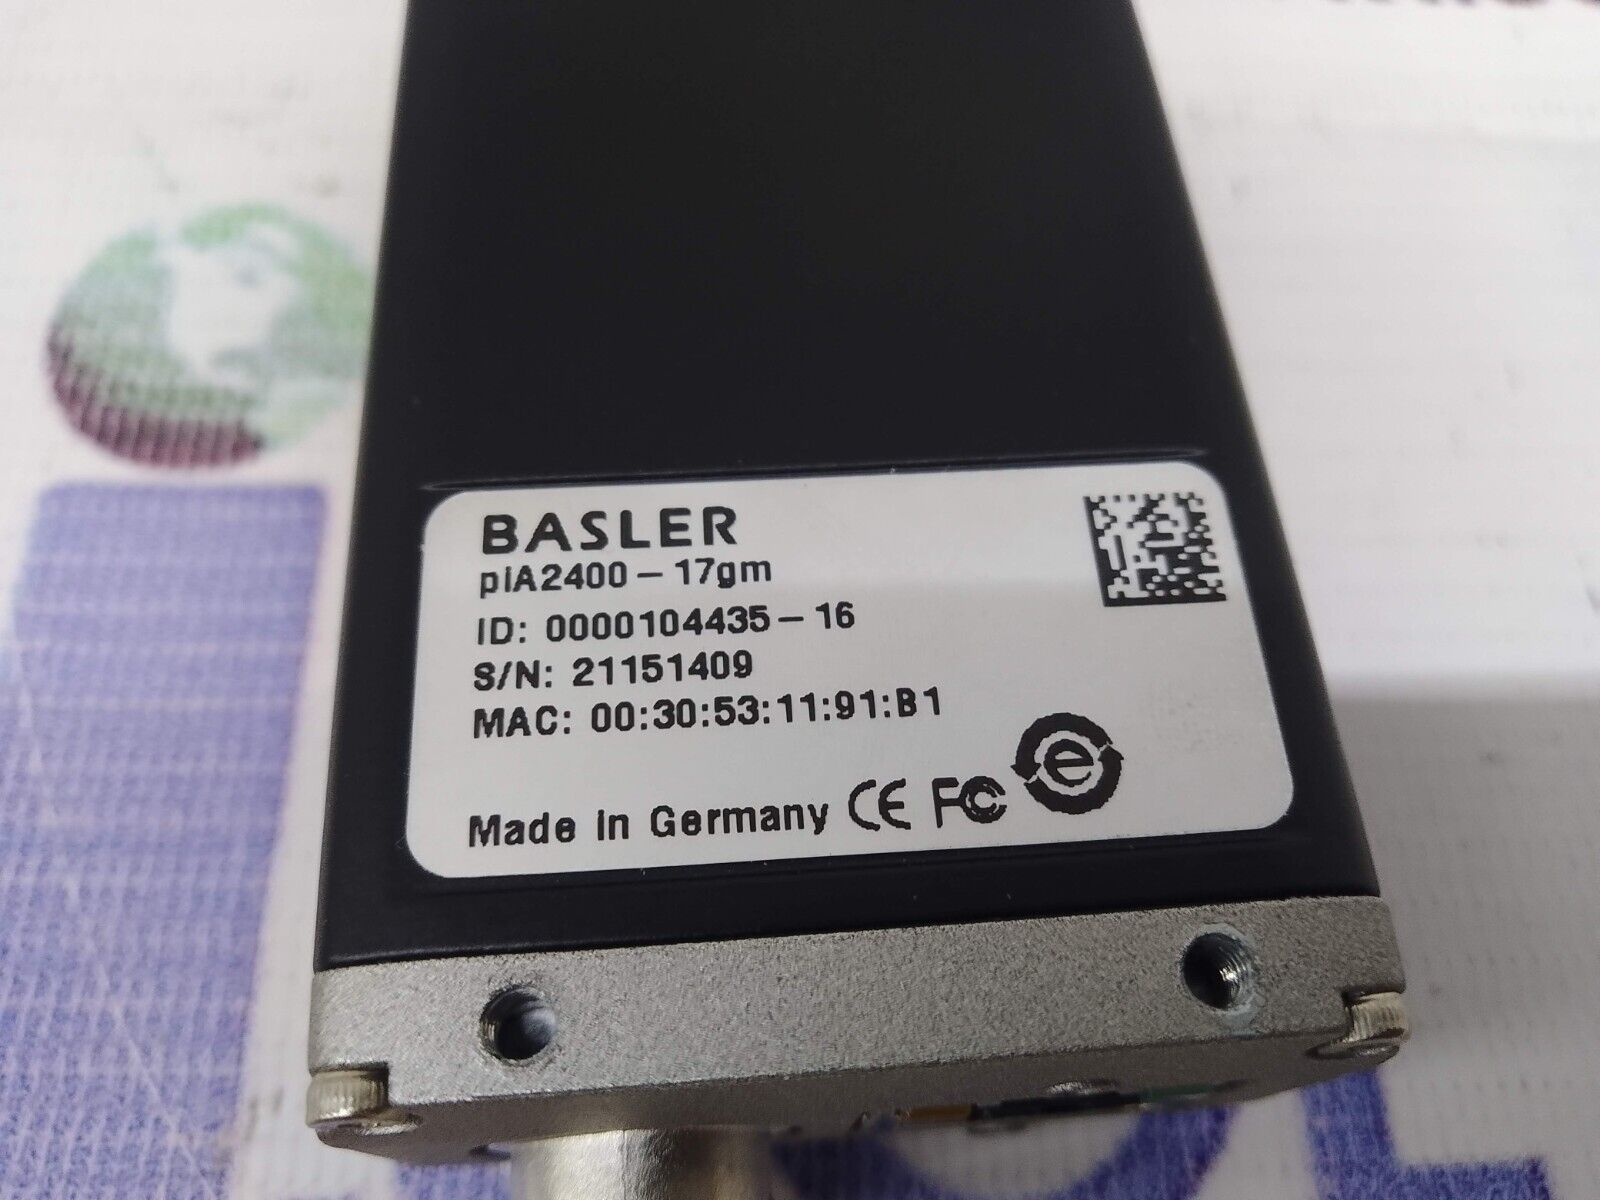 BASLER
piA2400-17gm
ID: 0000104435-16
S/N: 21151409
MAC: 00:30:53:11:91:B1
Made in Germany CE FC e